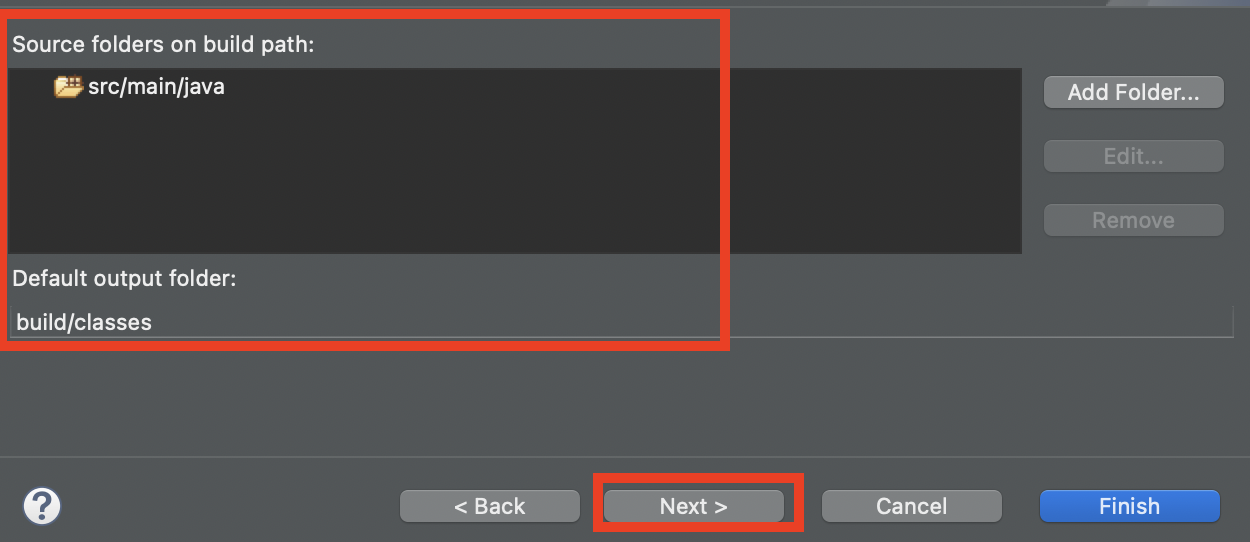 Source folders on build path:
src/main/java
Add Folder...
Edit...
Remove
Default output folder:
build/classes
?
< Back
Next >
Cancel
Finish